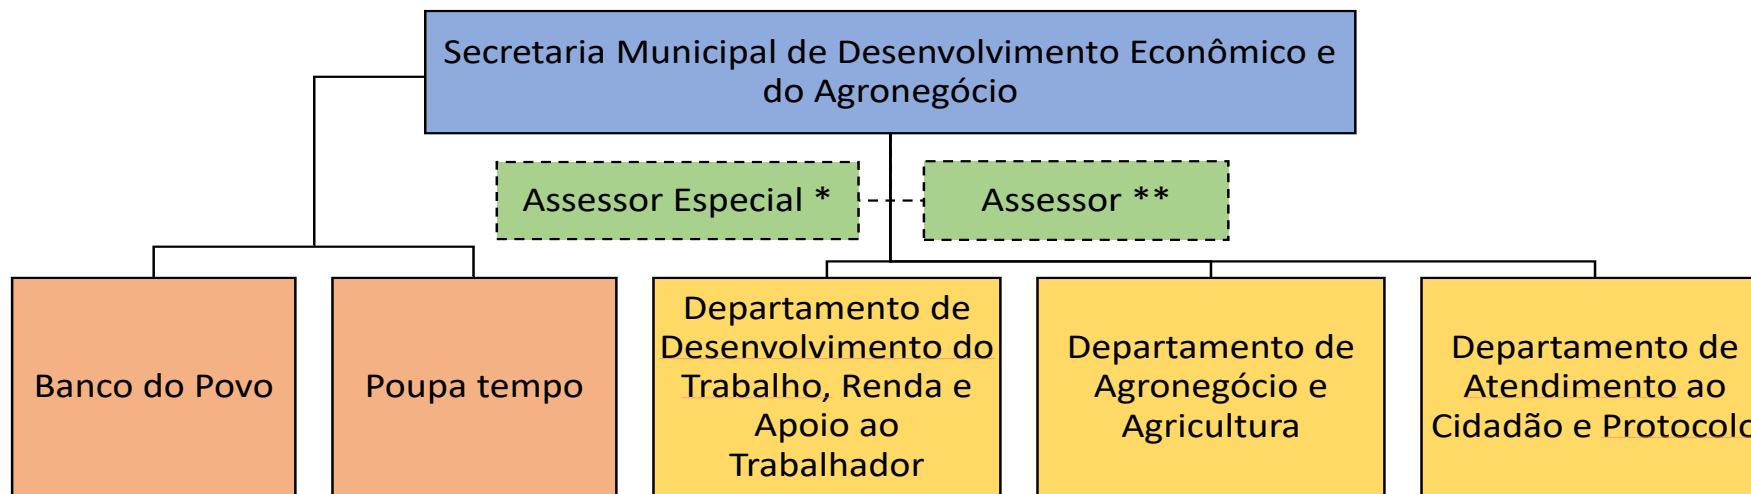 Secretaria Municipal de Desenvolvimento Econômico e
do Agronegócio
Assessor Especial *
Assessor **
Banco do Povo
Poupa tempo
Departamento de
Desenvolvimento do
Trabalho, Renda e
Apoio ao
Trabalhador
Departamento de
Agronegócio e
Agricultura
Departamento de
Atendimento ao
Cidadão e Protocolo